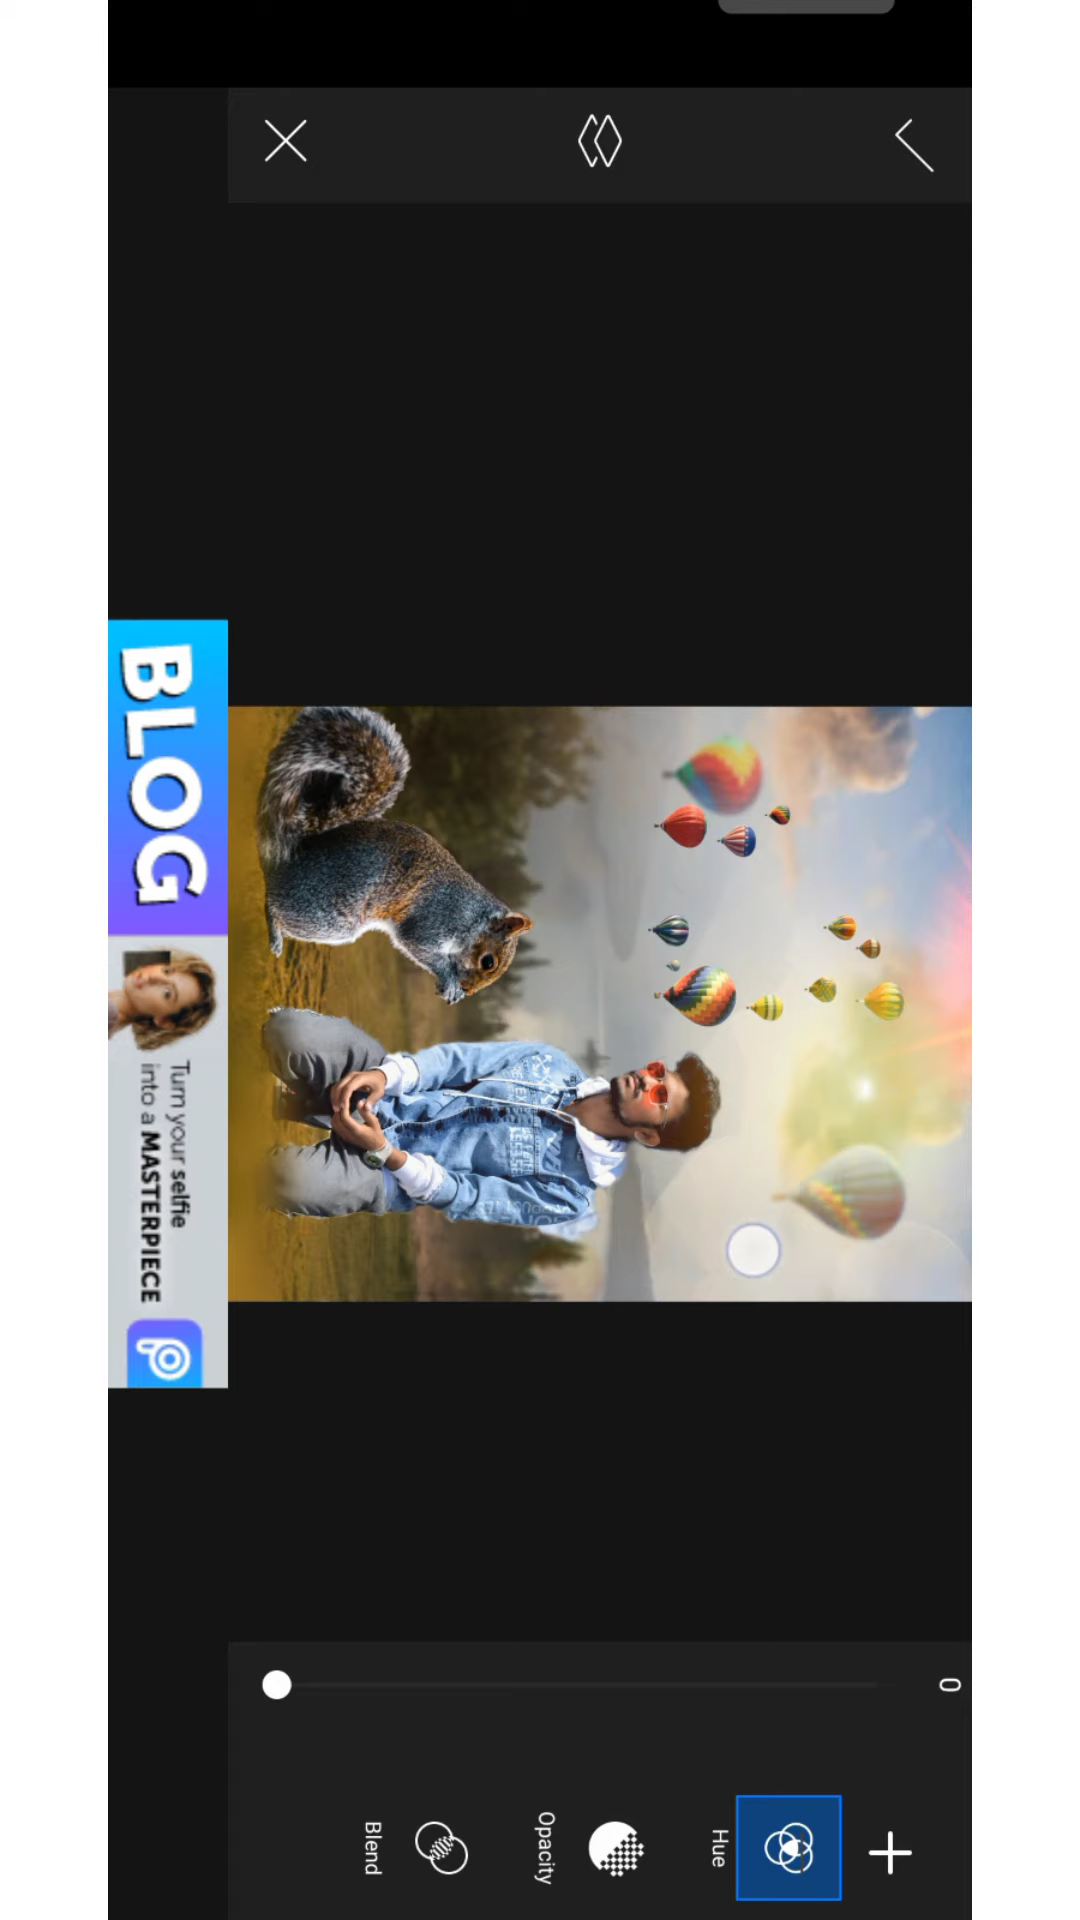 BLOG
Turn your selfie
into a MASTERPIECE
0
Hue
Opacity
Blend